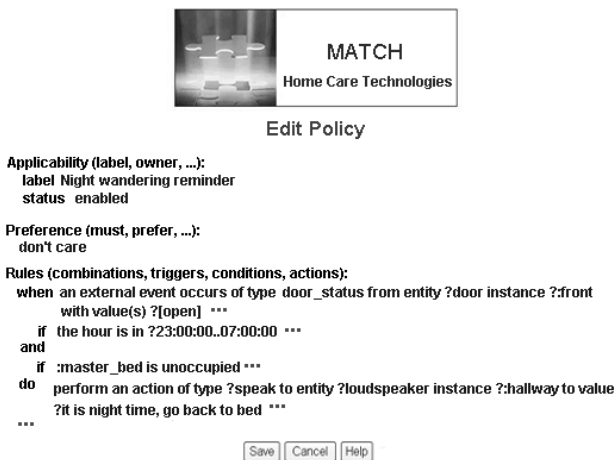 MATCH
Home Care Technologies
Edit Policy
Applicability (label, owner, ...):
label Night wandering reminder
status enabled
Preference (must, prefer, ...):
don't care
Rules (combinations, triggers, conditions, actions):
when an external event occurs of type door_status from entity ?door instance ?:front
with value(s) ?[open] ...
if the hour is in ?23:00:00..07:00:00 ...
and
if :master_bed is unoccupied ...
do perform an action of type ?speak to entity ?loudspeaker instance ?:hallway to value
?it is night time, go back to bed ...
...
Save Cancel Help